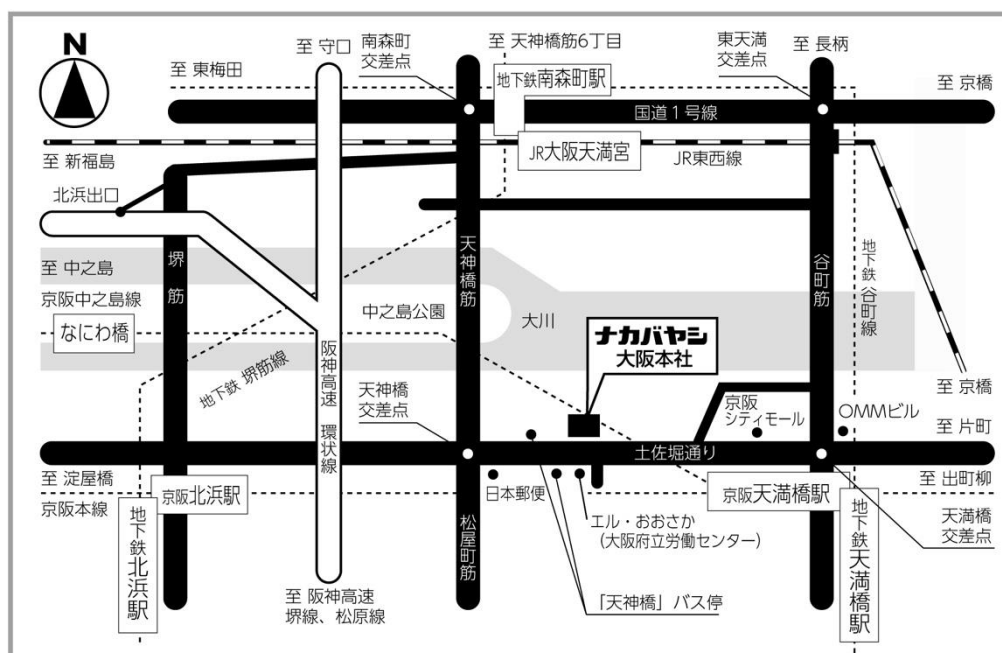 N
至 守口
南森町
交差点
至 天神橋筋6丁目
東天満
交差点
至 長柄
至 東梅田
地下鉄南森町駅
至 京橋
国道1号線
至 新福島
JR大阪天満宮
JR東西線
北浜出口
堺筋
天神橋筋
谷町筋
地下鉄 谷町線
至 中之島
京阪中之島線
なにわ橋
中之島公園
大川
ナカバヤシ
大阪本社
地下鉄 堺筋線
阪神高速 環状線
天神橋
交差点
京阪
シティモール
OMMビル
至 京橋
至 片町
土佐堀通り
至 淀屋橋
京阪本線
京阪北浜駅
日本郵便
京阪天満橋駅
至 出町柳
地下鉄北浜駅
松屋町筋
エル・おおさか
(大阪府立労働センター)
地下鉄天満橋駅
天満橋
交差点
至 阪神高速
堺線、松原線
「天神橋」バス停